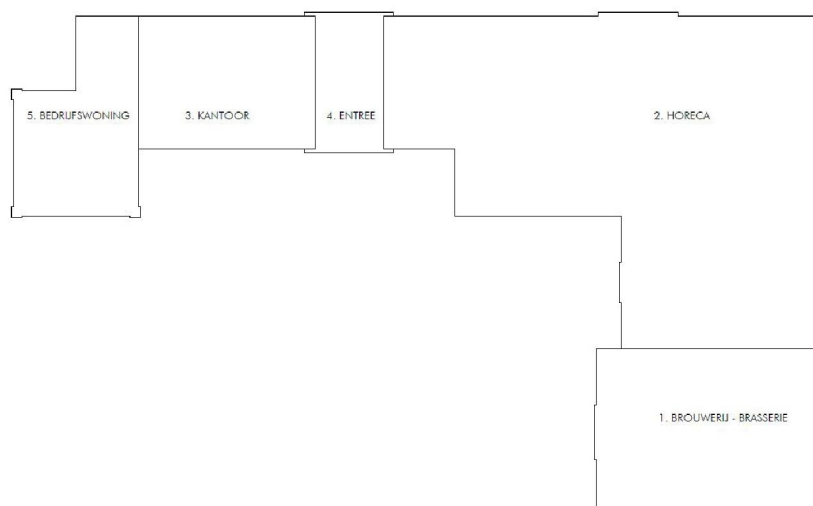 5. BEDRIJFSWONING
3. KANTOOR
4. ENTREE
2. HORECA
1. BROUWERIJ - BRASSERIE